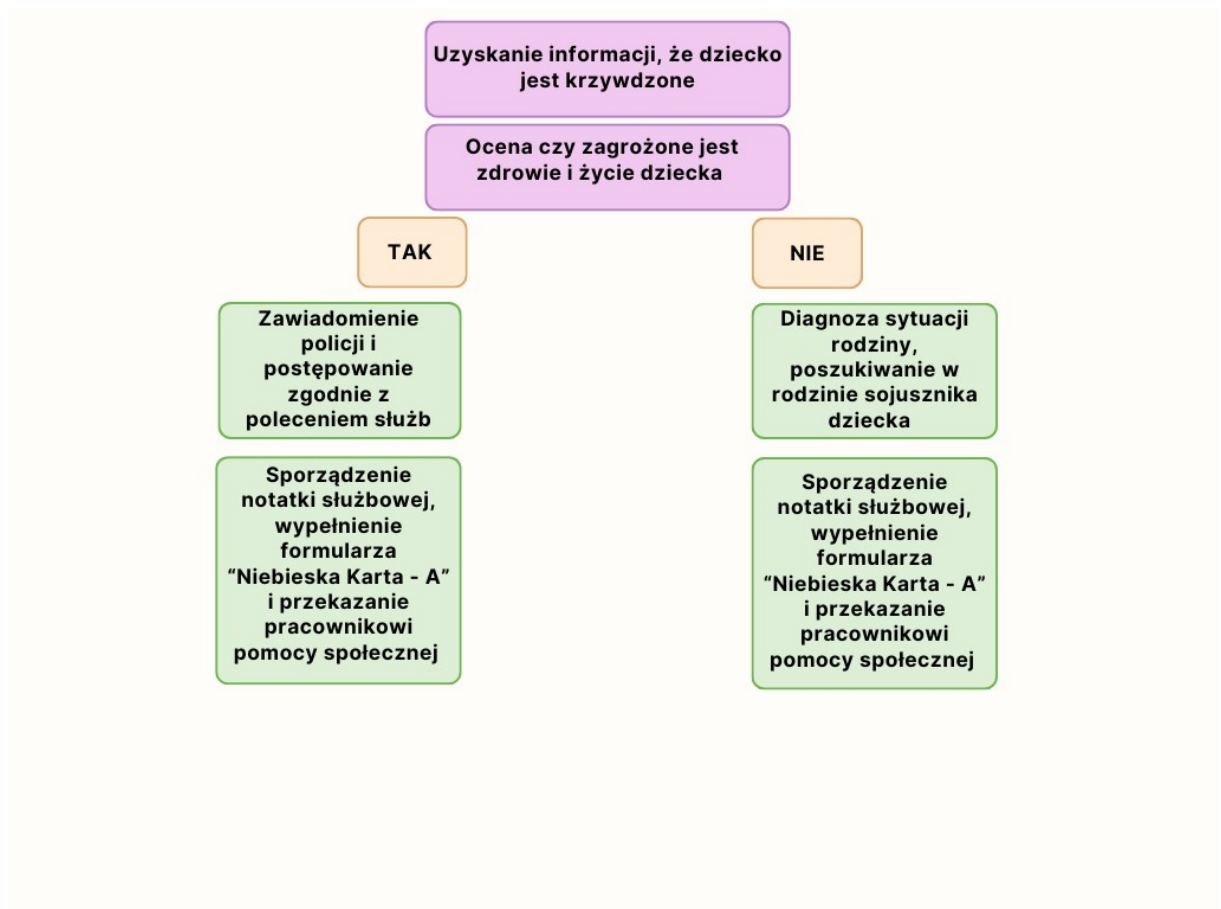 Uzyskanie informacji, że dziecko
jest krzywdzone
Ocena czy zagrożone jest
zdrowie i życie dziecka
TAK
NIE
Zawiadomienie
policji i
postępowanie
zgodnie z
poleceniem służb
Diagnoza sytuacji
rodziny,
poszukiwanie w
rodzinie sojusznika
dziecka
Sporządzenie
notatki służbowej,
wypełnienie
formularza
“Niebieska Karta - A”
i przekazanie
pracownikowi
pomocy społecznej
Sporządzenie
notatki służbowej,
wypełnienie
formularza
“Niebieska Karta - A”
i przekazanie
pracownikowi
pomocy społecznej